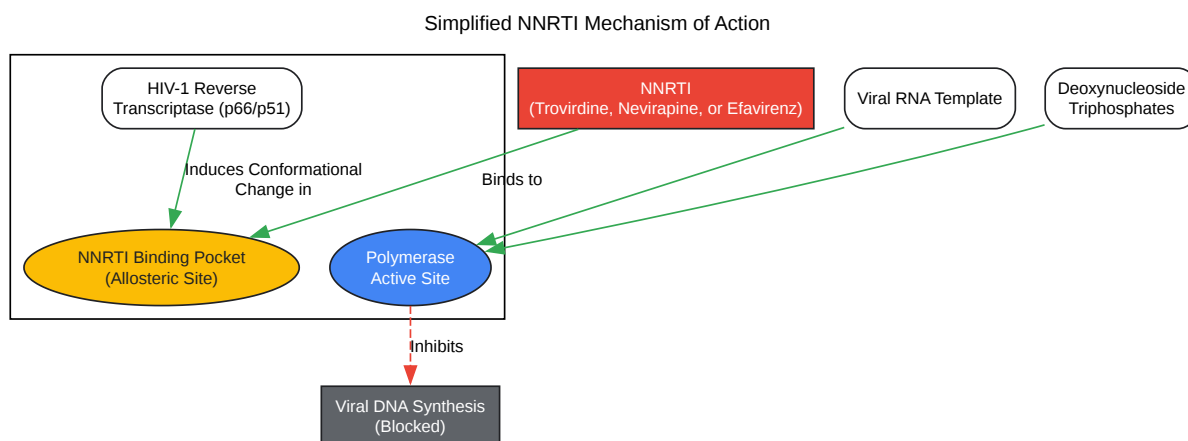 Simplified NNRTI Mechanism of Action
HIV-1 Reverse
Transcriptase (p66/p51)
NNRTI
(Trovirdine, Nevirapine, or Efavirenz)
Viral RNA Template
Deoxynucleoside
Triphosphates
Induces Conformational
Change in
Binds to
NNRTI Binding Pocket
(Allosteric Site)
Polymerase
Active Site
Inhibits
Viral DNA Synthesis
(Blocked)